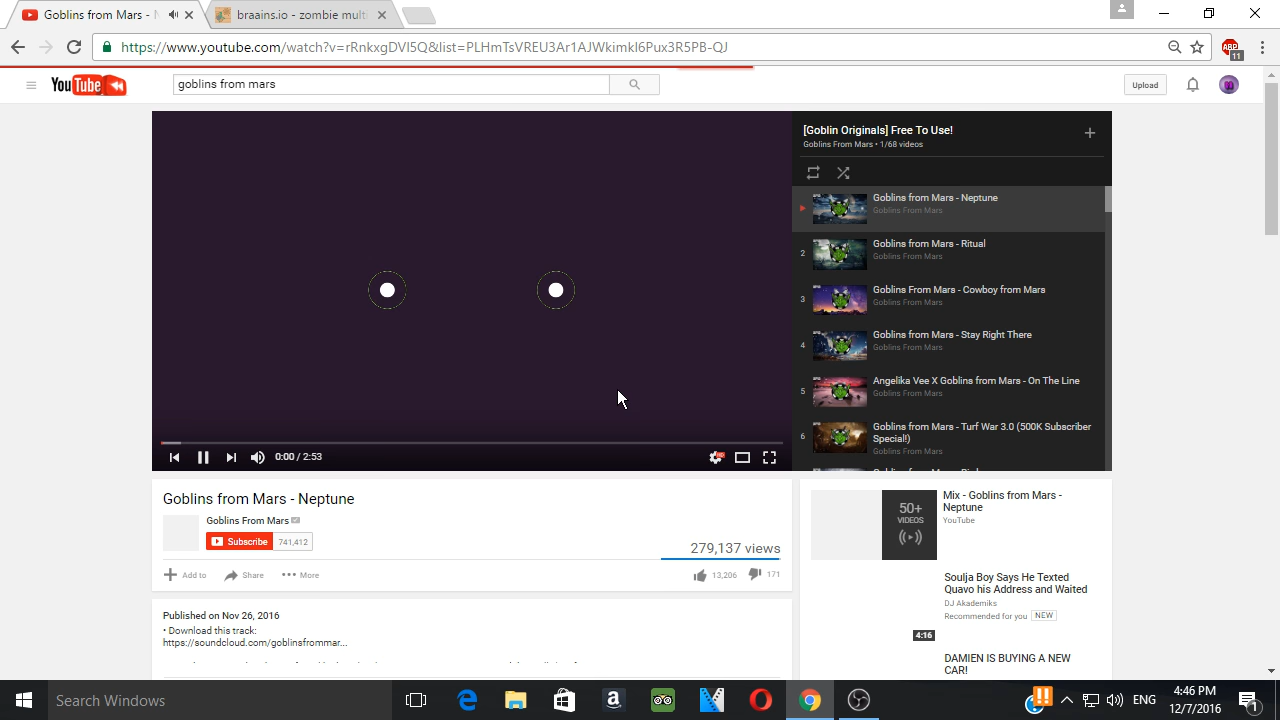 Goblins from Mars - N
braains.io - zombie multi
https://www.youtube.com/watch?v=rRnkxgDVI5Q&list=PLHmTsVREU3Ar1AJWkimkI6Pux3R5PB-QJ
ABP
11
YouTube
goblins from mars
Upload
[Goblin Originals] Free To Use!
Goblins From Mars • 1/68 videos
Goblins from Mars - Neptune
Goblins From Mars
2
Goblins from Mars - Ritual
Goblins From Mars
3
Goblins From Mars - Cowboy from Mars
Goblins From Mars
4
Goblins from Mars - Stay Right There
Goblins From Mars
5
Angelika Vee X Goblins from Mars - On The Line
Goblins From Mars
6
Goblins from Mars - Turf War 3.0 (500K Subscriber
Special!)
Goblins From Mars
0:00 / 2:53
Goblins from Mars - Neptune
Goblins From Mars
Subscribe 741,412
279,137 views
Add to Share More
13,206 171
Published on Nov 26, 2016
• Download this track:
https://soundcloud.com/goblinsfrommar...
50+
VIDEOS
Mix - Goblins from Mars -
Neptune
YouTube
Soulja Boy Says He Texted
Quavo his Address and Waited
DJ Akademiks
Recommended for you NEW
4:16
DAMIEN IS BUYING A NEW
CAR!
Search Windows
ENG
4:46 PM
12/7/2016
1